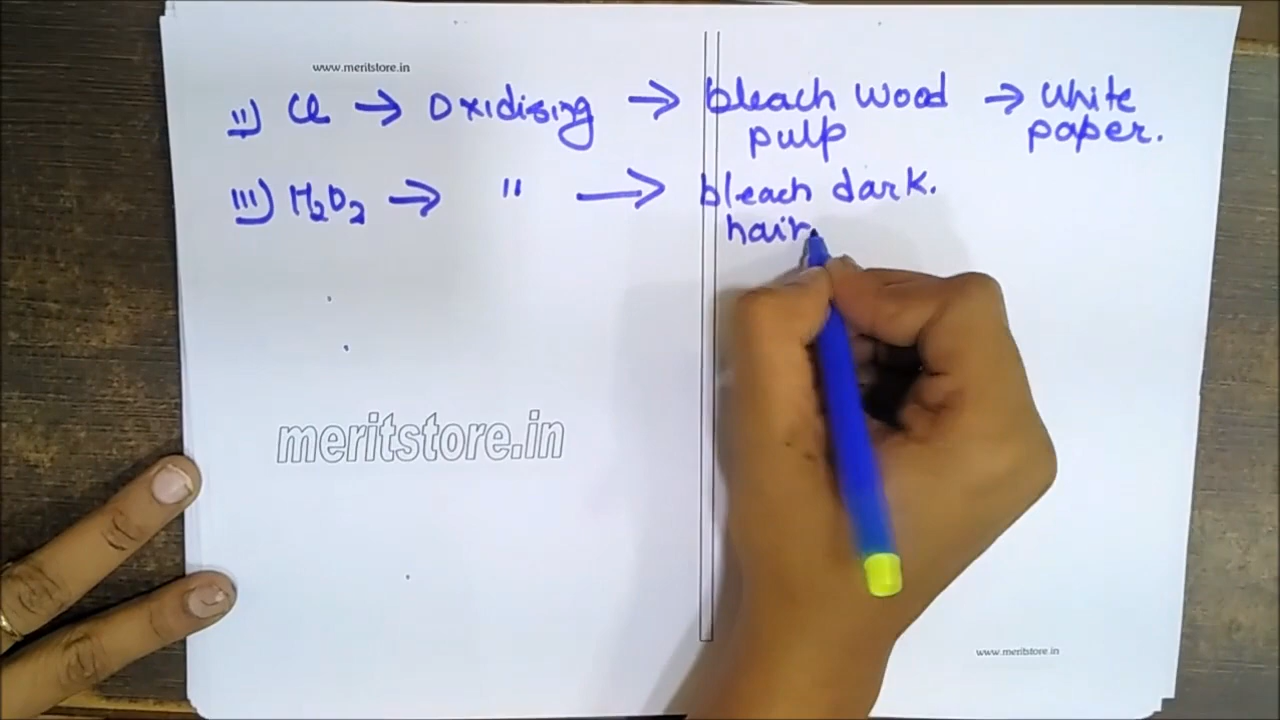 www.meritstore.in
ii) Cl → Oxidising → bleach wood → White
pulp paper.
iii) H₂O₂ → " → bleach dark.
hair
meritstore.in
www.meritstore.in